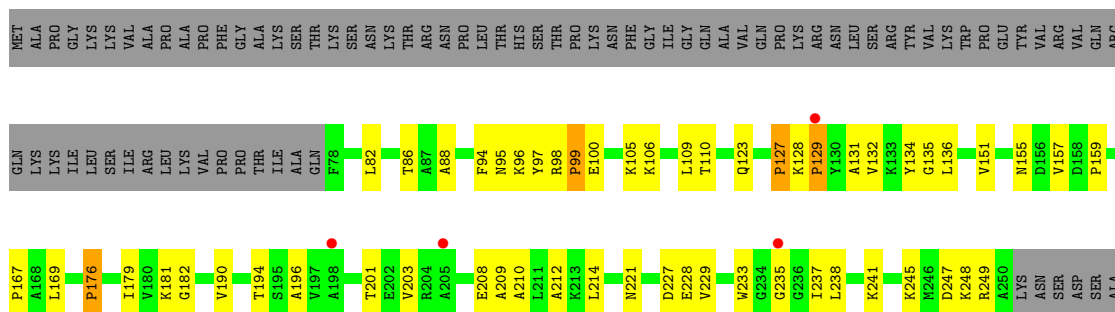 MET ALA PRO GLY LYS LYS VAL ALA PRO ALA PRO PHE GLY ALA LYS SER THR LYS SER ASN LYS THR ARG ASN PRO LEU THR HIS SER THR PRO LYS ASN PHE GLY ILE GLY GLN ALA VAL GLN PRO LYS ARG ASN LEU SER ARG TYR VAL LYS TRP PRO GLU TYR VAL ARG VAL GLN ARG
GLN LYS LYS ILE LEU SER ILE ARG LEU LYS VAL PRO PRO THR ILE ALA GLN F78 L82 T86 A87 A88 F94 N95 K96 Y97 R98 P99 E100 K105 K106 L109 T110 Q123 P127 K128 P129 Y130 A131 V132 K133 Y134 G135 L136 V151 N155 D156 V157 D158 P159
P167 A168 L169 P176 I179 V180 K181 G182 V190 T194 S195 A196 V197 A198 T201 E202 V203 R204 A205 E208 A209 A210 L211 A212 K213 L214 N221 D227 E228 V229 W233 G234 G235 G236 I237 L238 K241 K245 M246 D247 K248 R249 A250 LYS ASN SER ASP SER ALA